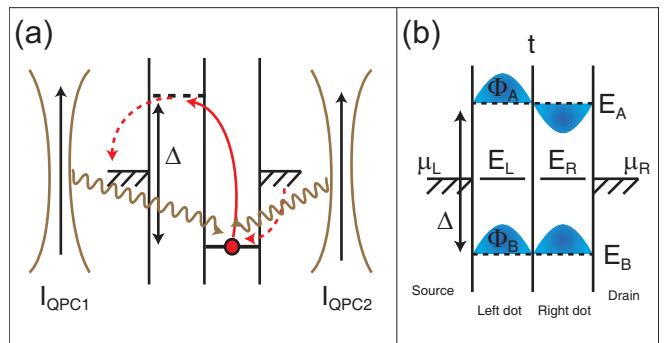 (a)
Δ
I_QPC1
I_QPC2
(b)
t
Φ_A
E_A
μ_L
E_L
E_R
μ_R
Δ
Φ_B
E_B
Source
Left dot
Right dot
Drain